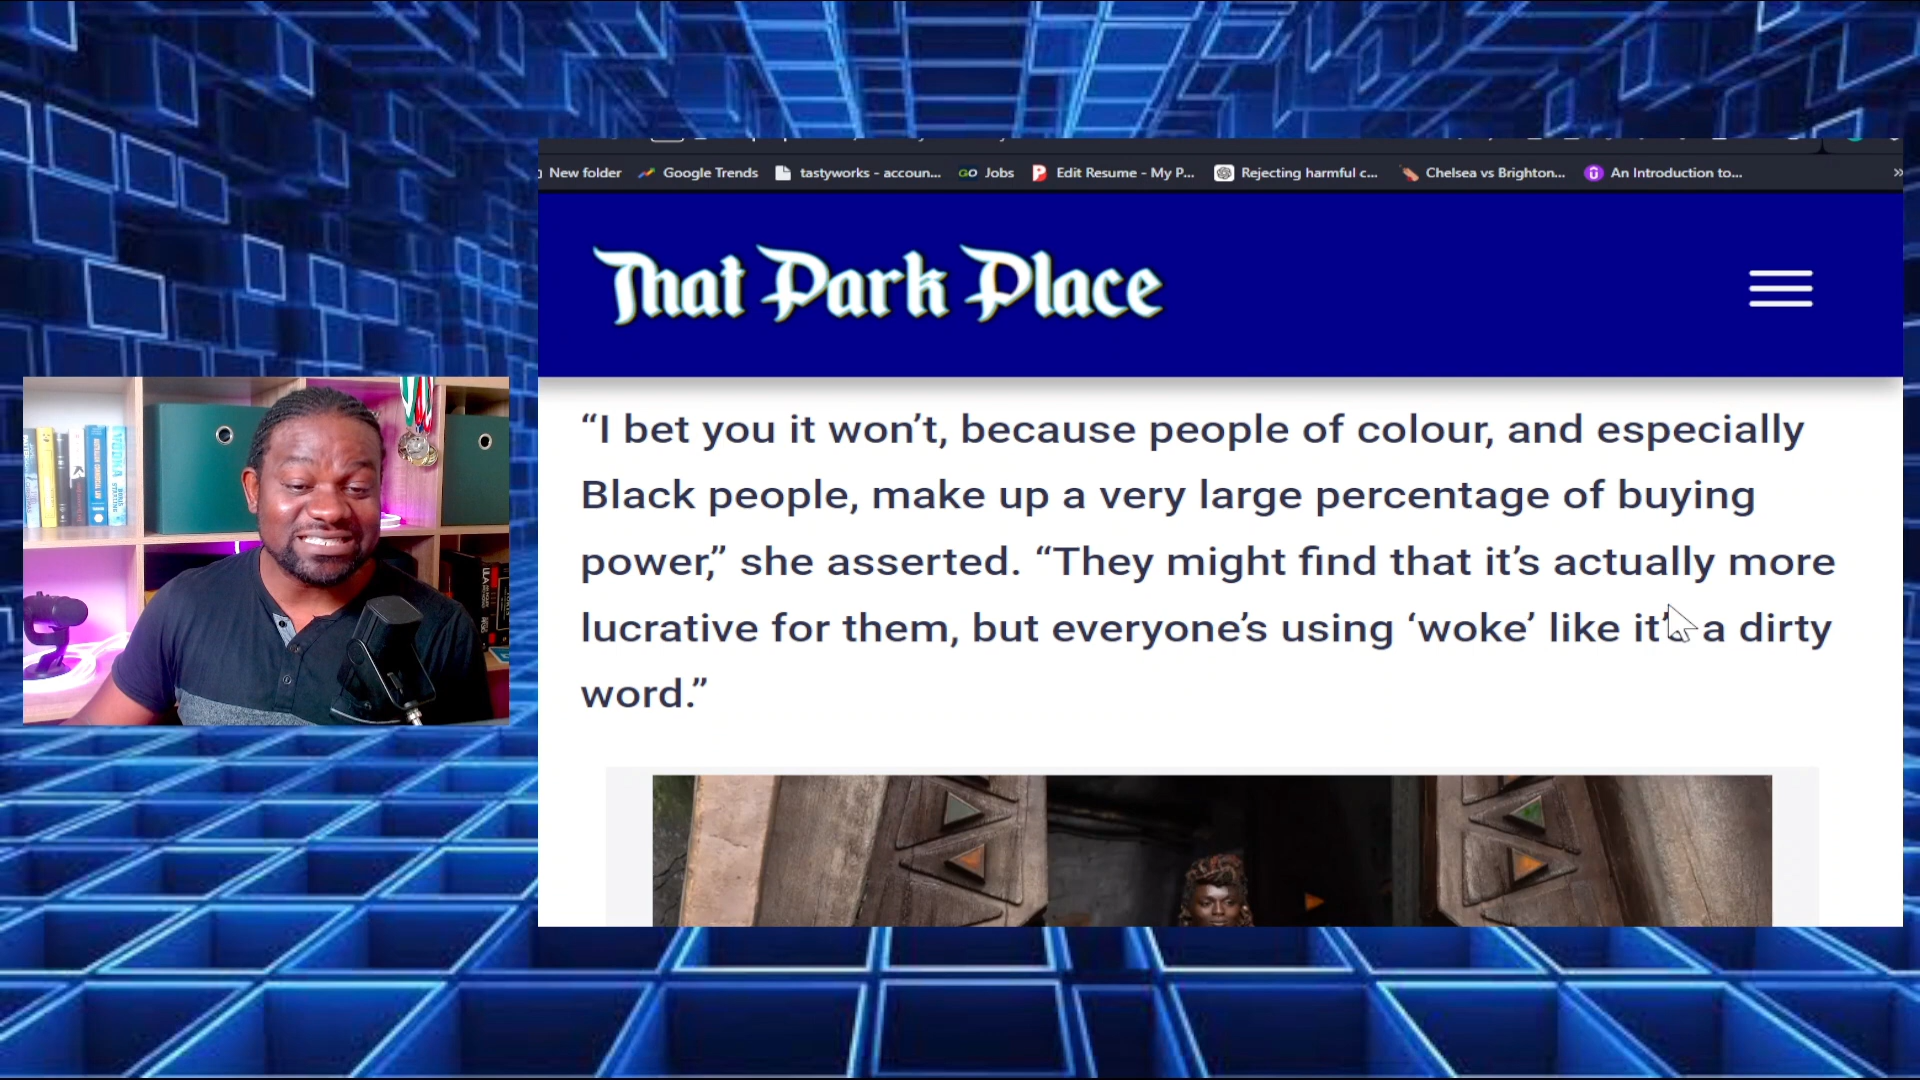 New folder Google Trends tastyworks - accoun... GO Jobs Edit Resume - My P... Rejecting harmful c... Chelsea vs Brighton... An Introduction to... »
That Park Place
“I bet you it won’t, because people of colour, and especially
Black people, make up a very large percentage of buying
power,” she asserted. “They might find that it’s actually more
lucrative for them, but everyone’s using ‘woke’ like it’ a dirty
word.”
VODKA